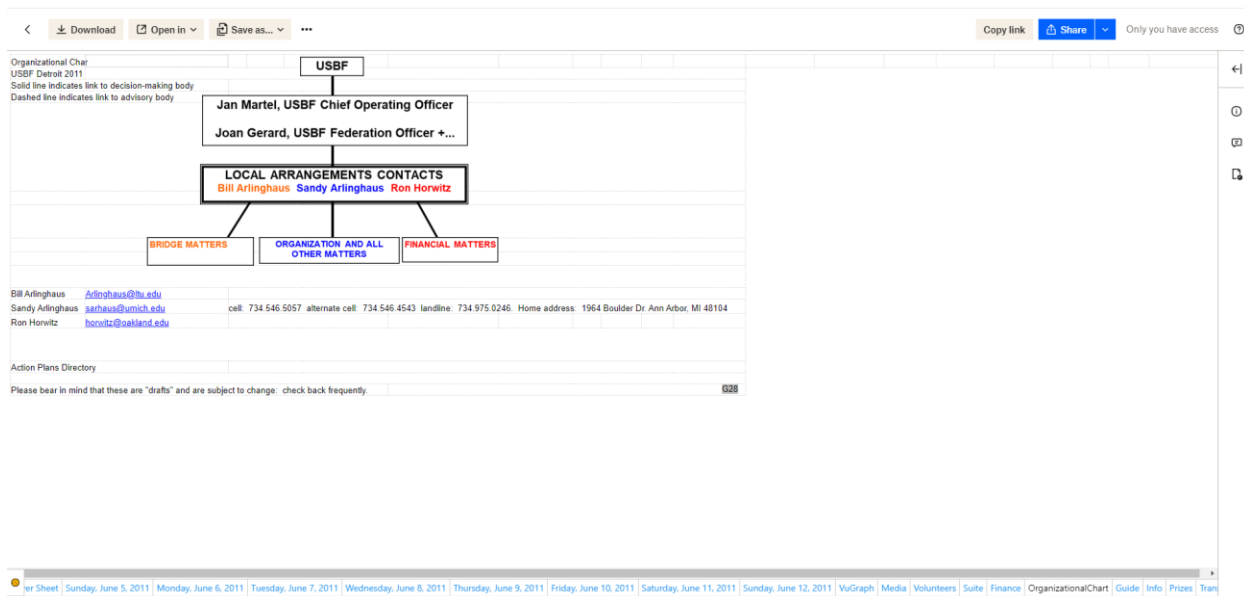 Download Open in Save as... Copy link Share Only you have access
Organizational Char
USBF
USBF Detroit 2011
Solid line indicates link to decision-making body
Dashed line indicates link to advisory body
Jan Martel, USBF Chief Operating Officer
Joan Gerard, USBF Federation Officer +...
LOCAL ARRANGEMENTS CONTACTS
Bill Arlinghaus Sandy Arlinghaus Ron Horwitz
BRIDGE MATTERS
ORGANIZATION AND ALL
OTHER MATTERS
FINANCIAL MATTERS
Bill Arlinghaus Arlinghaus@ltu.edu
Sandy Arlinghaus sarhaus@umich.edu cell: 734.546.5057 alternate cell: 734.546.4543 landline: 734.975.0246. Home address: 1964 Boulder Dr. Ann Arbor, MI 48104
Ron Horwitz horwitz@oakland.edu
Action Plans Directory
Please bear in mind that these are "drafts" and are subject to change: check back frequently. G28
er Sheet Sunday, June 5, 2011 Monday, June 6, 2011 Tuesday, June 7, 2011 Wednesday, June 8, 2011 Thursday, June 9, 2011 Friday, June 10, 2011 Saturday, June 11, 2011 Sunday, June 12, 2011 VuGraph Media Volunteers Suite Finance OrganizationalChart Guide Info Prizes Tran